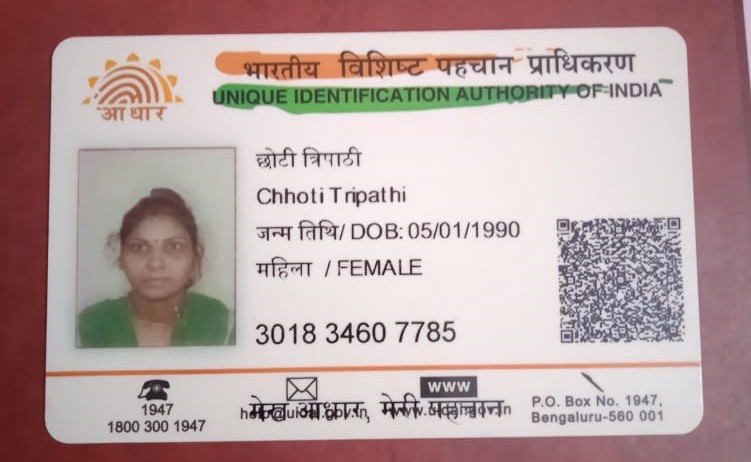 भारतीय विशिष्ट पहचान प्राधिकरण
आधार
UNIQUE IDENTIFICATION AUTHORITY OF INDIA
छोटी त्रिपाठी
Chhoti Tripathi
जन्म तिथि/ DOB: 05/01/1990
महिला / FEMALE
3018 3460 7785
WWW
1947
1800 300 1947
help@uidai.gov.in
www.uidai.gov.in
आधार, मेरी पहचान
P.O. Box No. 1947,
Bengaluru-560 001